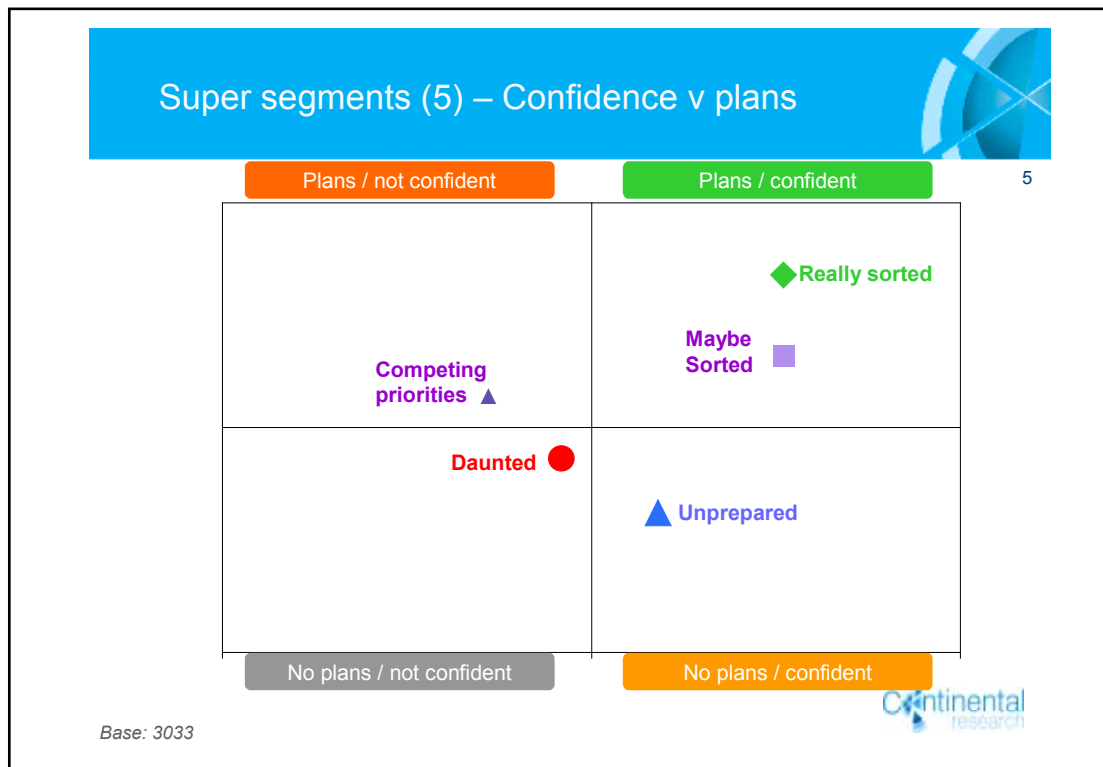 Super segments (5) – Confidence v plans
Plans / not confident
Plans / confident
5
Really sorted
Maybe
Sorted
Competing
priorities
Daunted
Unprepared
No plans / not confident
No plans / confident
Continental
research
Base: 3033